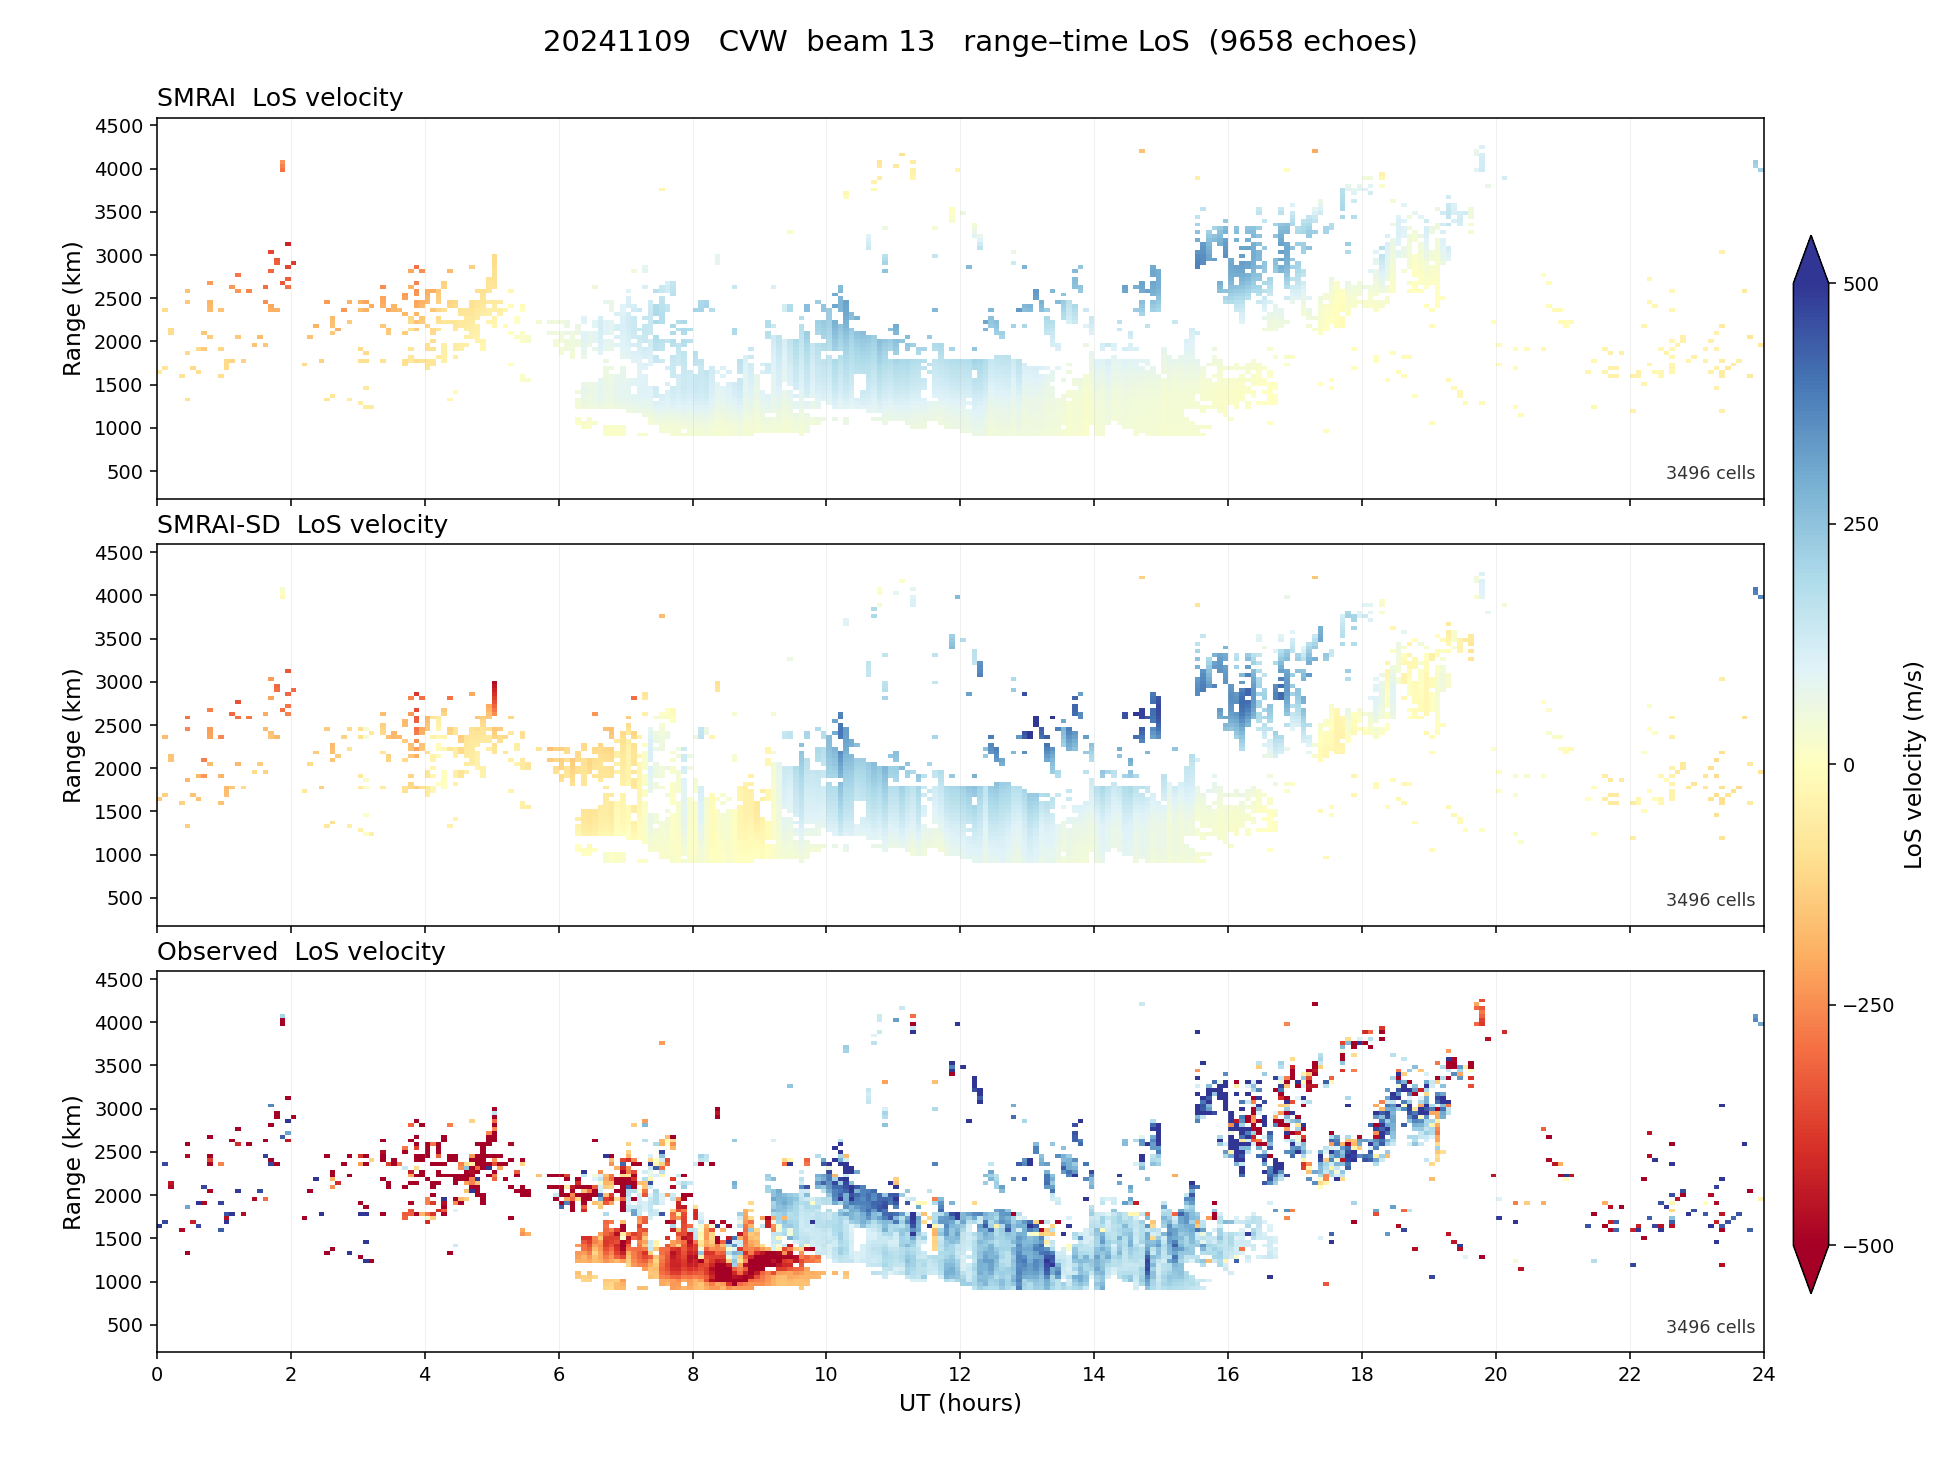 20241109   CVW  beam 13   range–time LoS  (9658 echoes)
SMRAI  LoS velocity
4500
4000
3500
3000
2500
2000
1500
1000
500
Range (km)
3496 cells
SMRAI-SD  LoS velocity
4500
4000
3500
3000
2500
2000
1500
1000
500
Range (km)
3496 cells
Observed  LoS velocity
4500
4000
3500
3000
2500
2000
1500
1000
500
Range (km)
3496 cells
0 2 4 6 8 10 12 14 16 18 20 22 24
UT (hours)
500
250
0
−250
−500
LoS velocity (m/s)